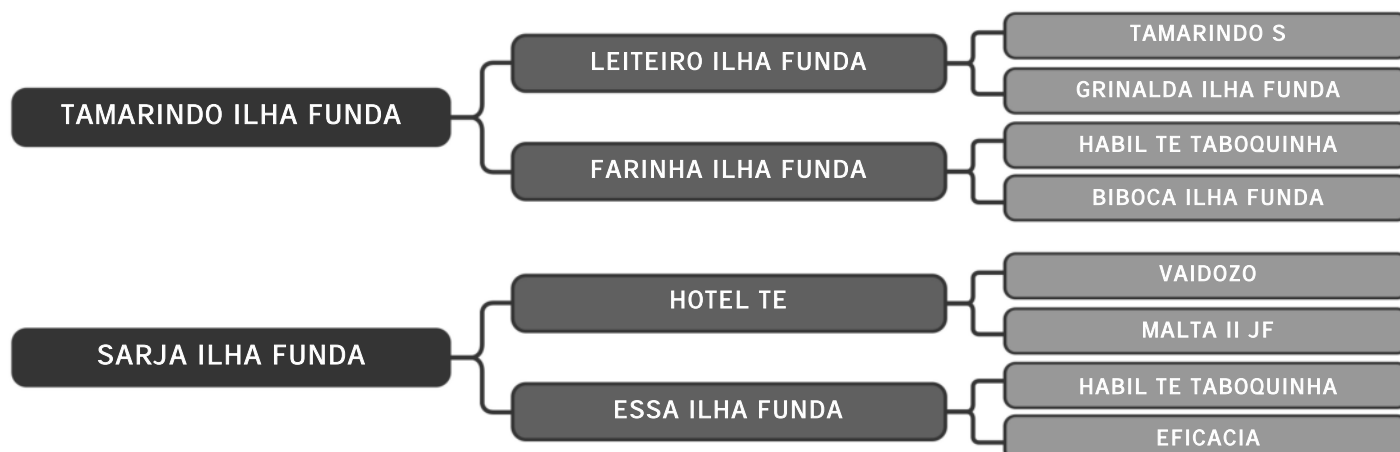 TAMARINDO ILHA FUNDA
LEITEIRO ILHA FUNDA
TAMARINDO S
GRINALDA ILHA FUNDA
FARINHA ILHA FUNDA
HABIL TE TABOQUINHA
BIBOCA ILHA FUNDA
SARJA ILHA FUNDA
HOTEL TE
VAIDOZO
MALTA II JF
ESSA ILHA FUNDA
HABIL TE TABOQUINHA
EFICACIA